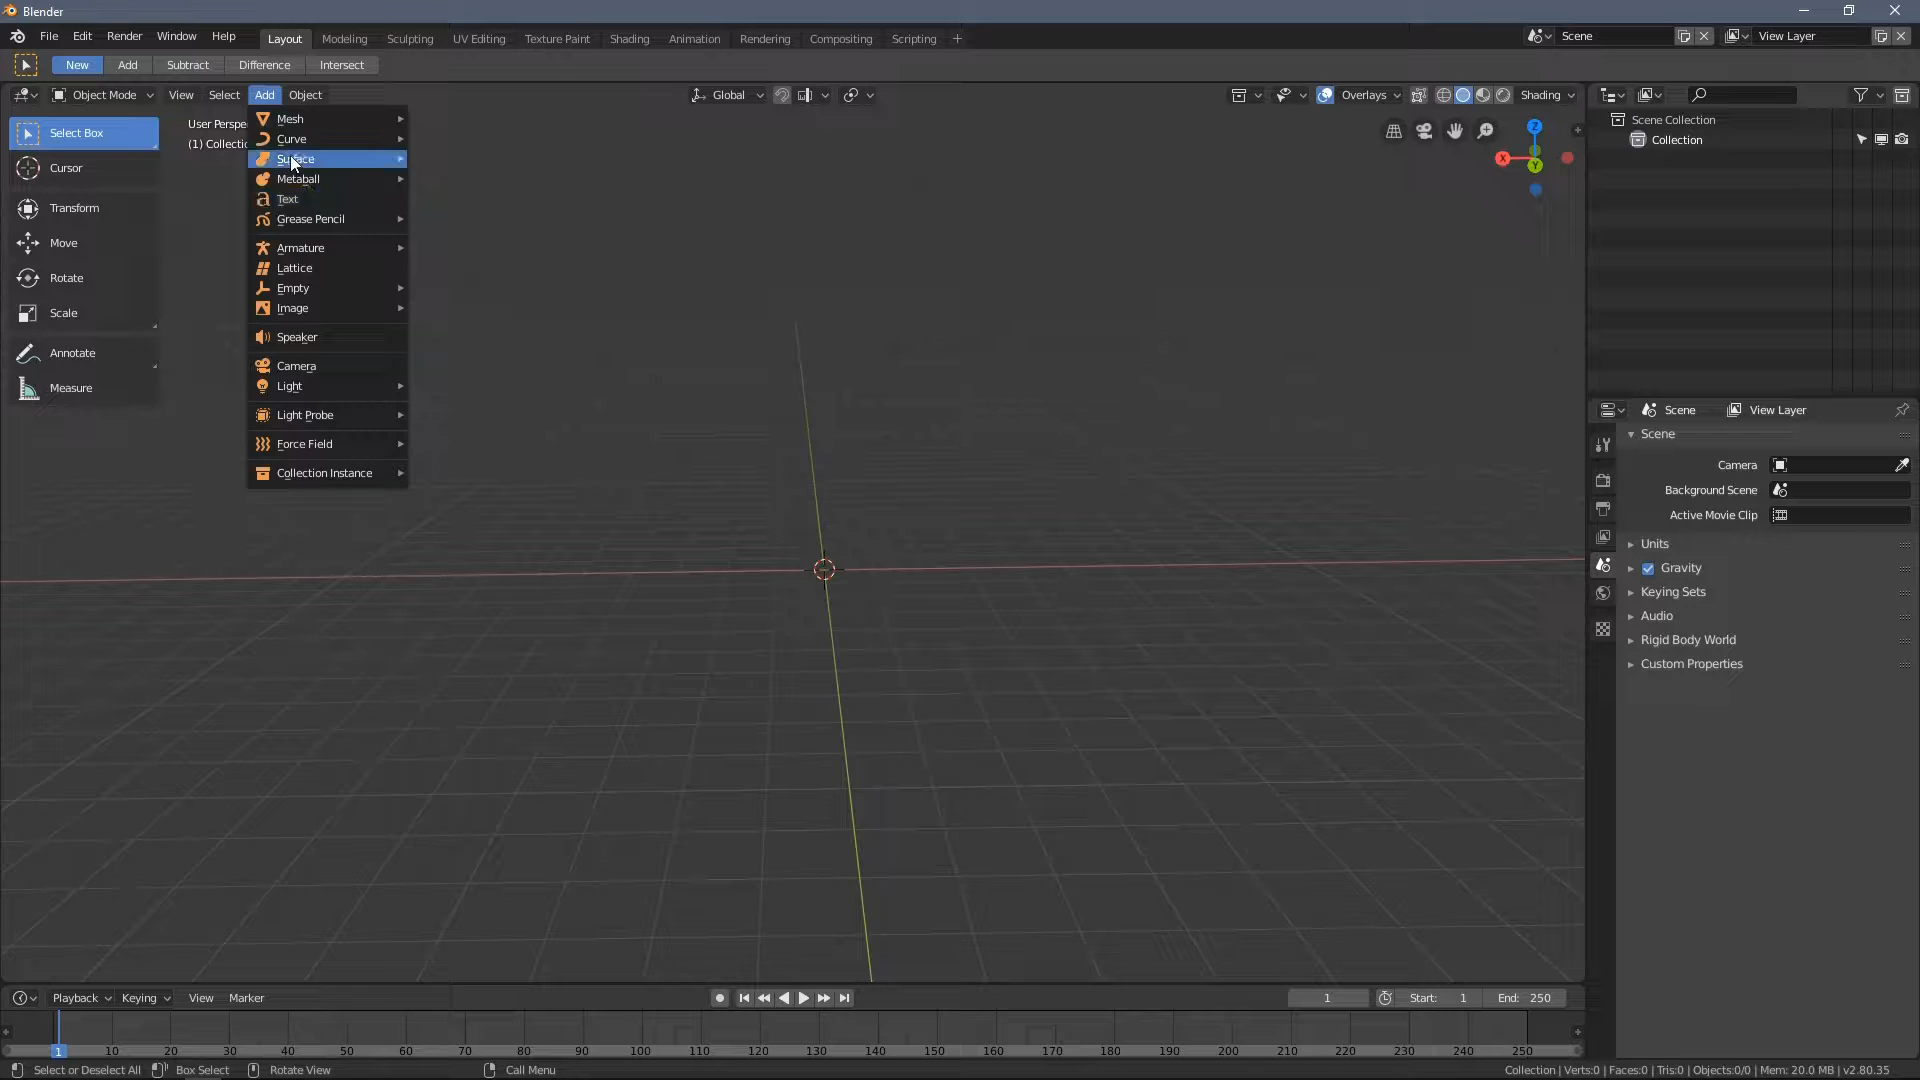 Blender
File Edit Render Window Help Layout Modeling Sculpting UV Editing Texture Paint Shading Animation Rendering Compositing Scripting + Scene View Layer
New Add Subtract Difference Intersect
Object Mode View Select Add Object Global Overlays Shading
Select Box
Cursor
Transform
Move
Rotate
Scale
Annotate
Measure
User Perspe
(1) Collectic
Mesh
Curve
Surface
Metaball
Text
Grease Pencil
Armature
Lattice
Empty
Image
Speaker
Camera
Light
Light Probe
Force Field
Collection Instance
Z
X
Y
Scene Collection
Collection
Scene View Layer
Scene
Camera
Background Scene
Active Movie Clip
Units
Gravity
Keying Sets
Audio
Rigid Body World
Custom Properties
Playback Keying View Marker 1 Start: 1 End: 250
1 10 20 30 40 50 60 70 80 90 100 110 120 130 140 150 160 170 180 190 200 210 220 230 240 250
Select or Deselect All Box Select Rotate View Call Menu Collection | Verts:0 | Faces:0 | Tris:0 | Objects:0/0 | Mem: 20.0 MB | v2.80.35